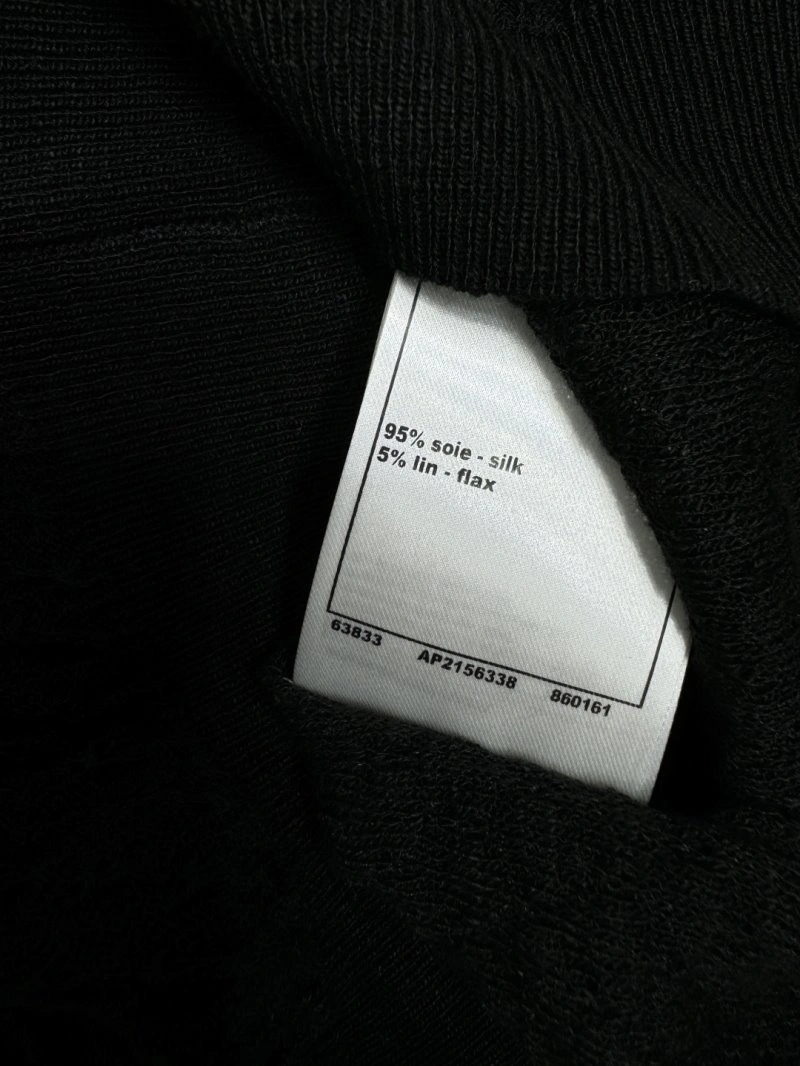 95% soie - silk
5% lin - flax
63833 AP2156338 860161